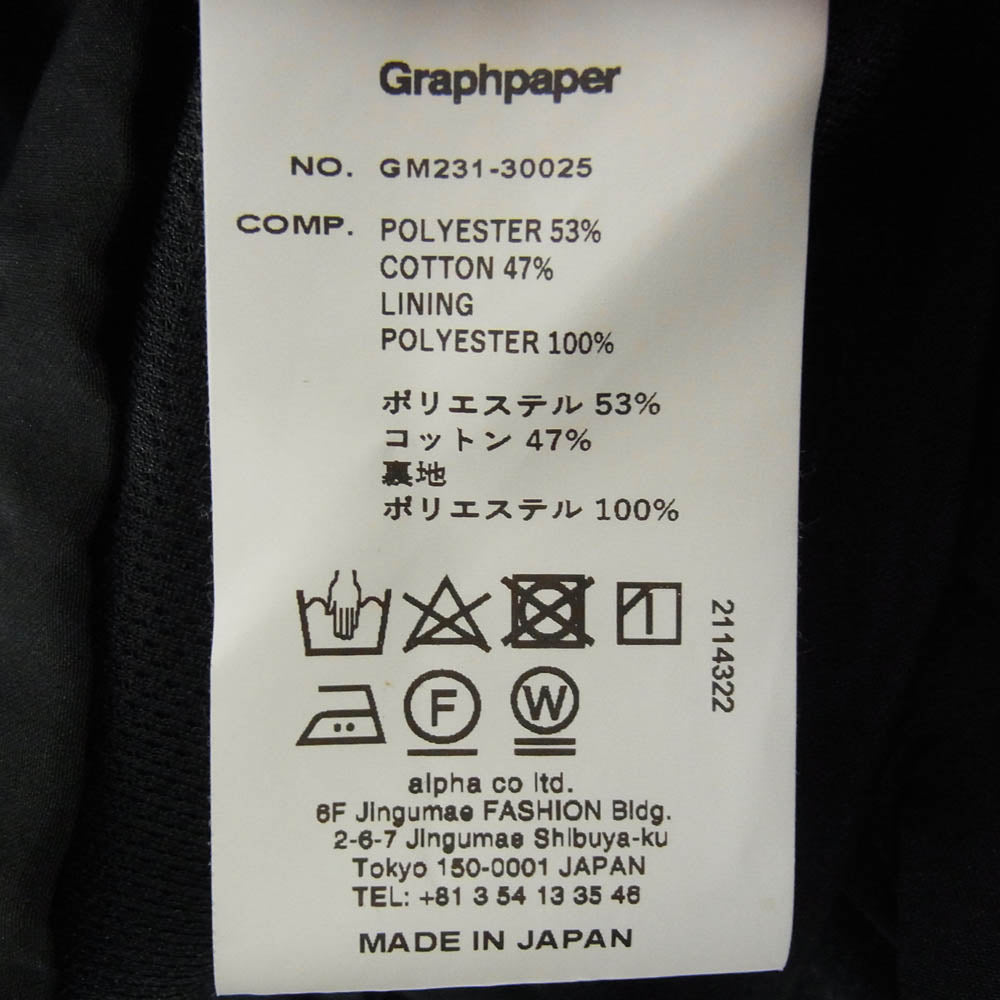 Graphpaper
NO. GM231-30025
COMP. POLYESTER 53%
COTTON 47%
LINING
POLYESTER 100%
ポリエステル 53%
コットン 47%
裏地
ポリエステル 100%
2114322
F
W
alpha co ltd.
6F Jingumae FASHION Bldg.
2-6-7 Jingumae Shibuya-ku
Tokyo 150-0001 JAPAN
TEL: +81 3 54 13 35 46
MADE IN JAPAN